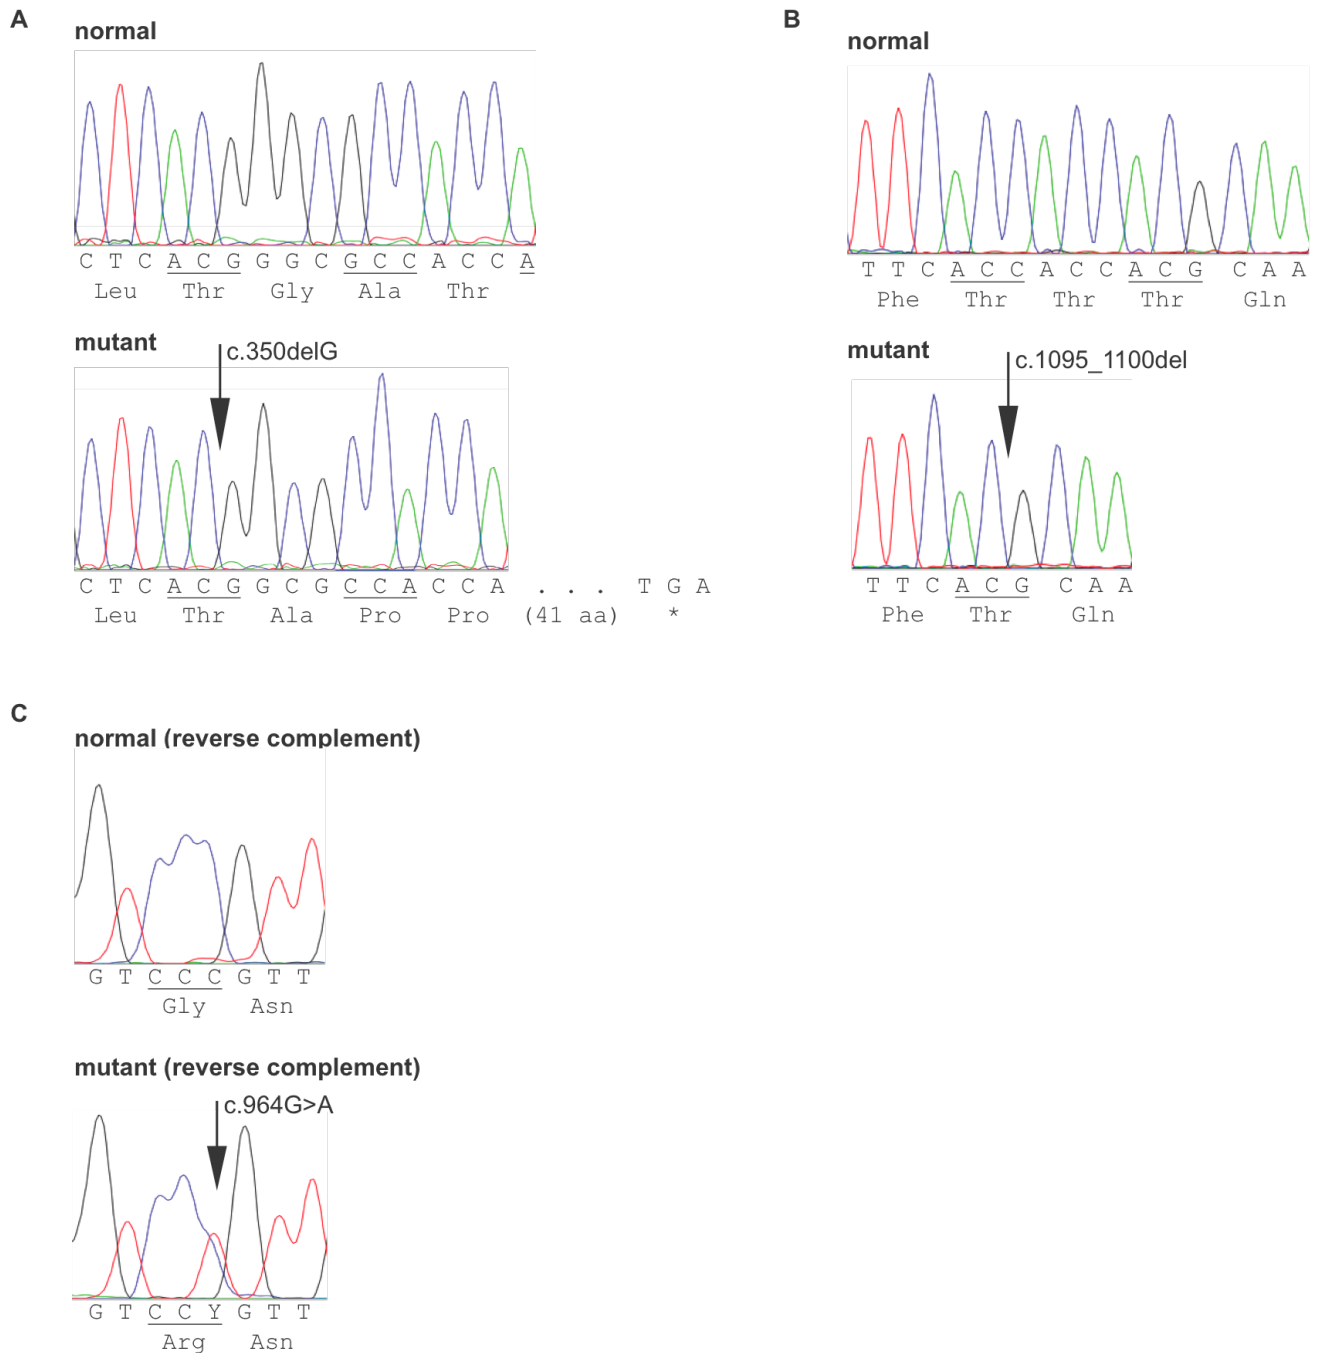 A
normal
C T C A C G G G C G C C A C C A
Leu Thr Gly Ala Thr
mutant
c.350delG
C T C A C G G C G C C A C C A . . . T G A
Leu Thr Ala Pro Pro (41 aa) *
B
normal
T T C A C C A C C A C G C A A
Phe Thr Thr Thr Gln
mutant
c.1095_1100del
T T C A C G C A A
Phe Thr Gln
C
normal (reverse complement)
G T C C C G T T
Gly Asn
mutant (reverse complement)
c.964G>A
G T C C Y G T T
Arg Asn